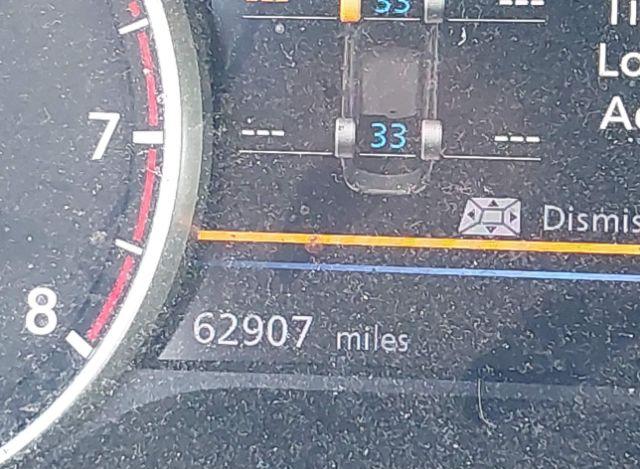 --- 33 ---
7
--- 33 ---
Dismis
8
62907 miles